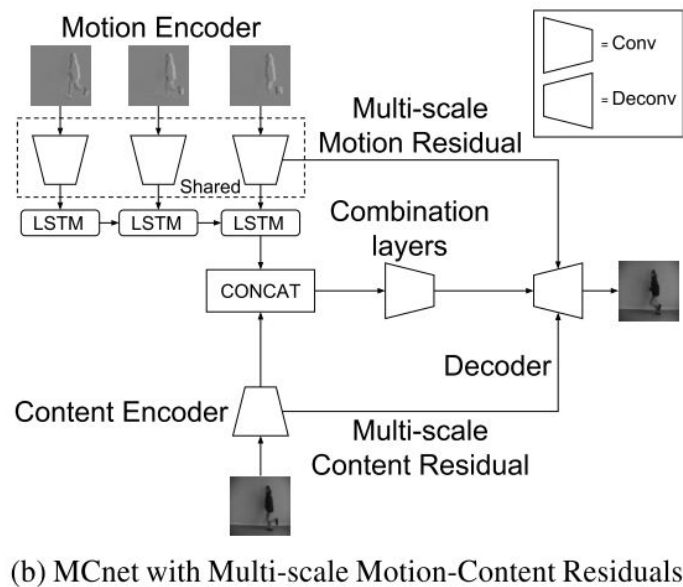 Motion Encoder
= Conv
= Deconv
Multi-scale
Motion Residual
Shared
LSTM
LSTM
LSTM
Combination
layers
CONCAT
Decoder
Content Encoder
Multi-scale
Content Residual
(b) MCnet with Multi-scale Motion-Content Residuals